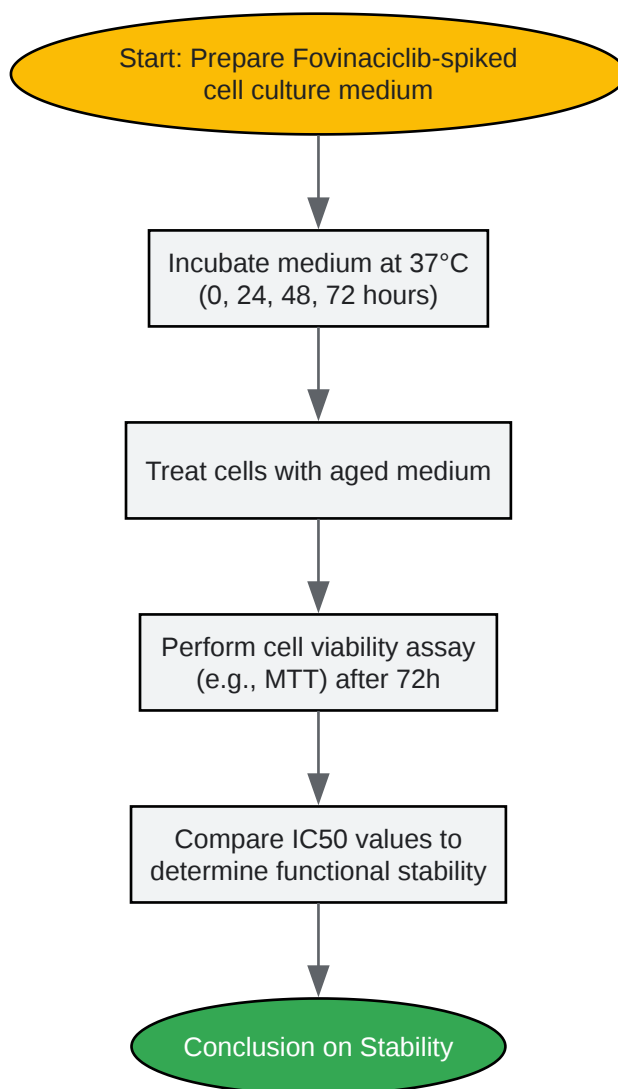 Start: Prepare Fovinaciclib-spiked
cell culture medium
Incubate medium at 37°C
(0, 24, 48, 72 hours)
Treat cells with aged medium
Perform cell viability assay
(e.g., MTT) after 72h
Compare IC50 values to
determine functional stability
Conclusion on Stability